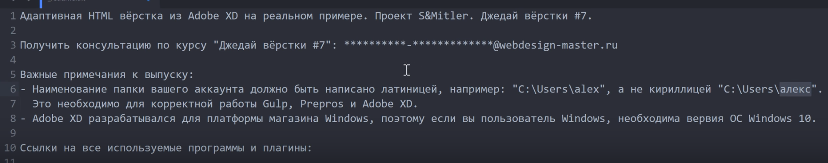 Адаптивная HTML вёрстка из Adobe XD на реальном примере. Проект S&Mitler. Джедай вёрстки #7.
Получить консультацию по курсу "Джедай вёрстки #7": **********-*************@webdesign-master.ru
Важные примечания к выпуску:
- Наименование папки вашего аккаунта должно быть написано латиницей, например: "C:\Users\alex", а не кириллицей "C:\Users\алекс".
Это необходимо для корректной работы Gulp, Prepros и Adobe XD.
- Adobe XD разрабатывался для платформы магазина Windows, поэтому если вы пользователь Windows, необходима вервия ОС Windows 10.
Ссылки на все используемые программы и плагины: